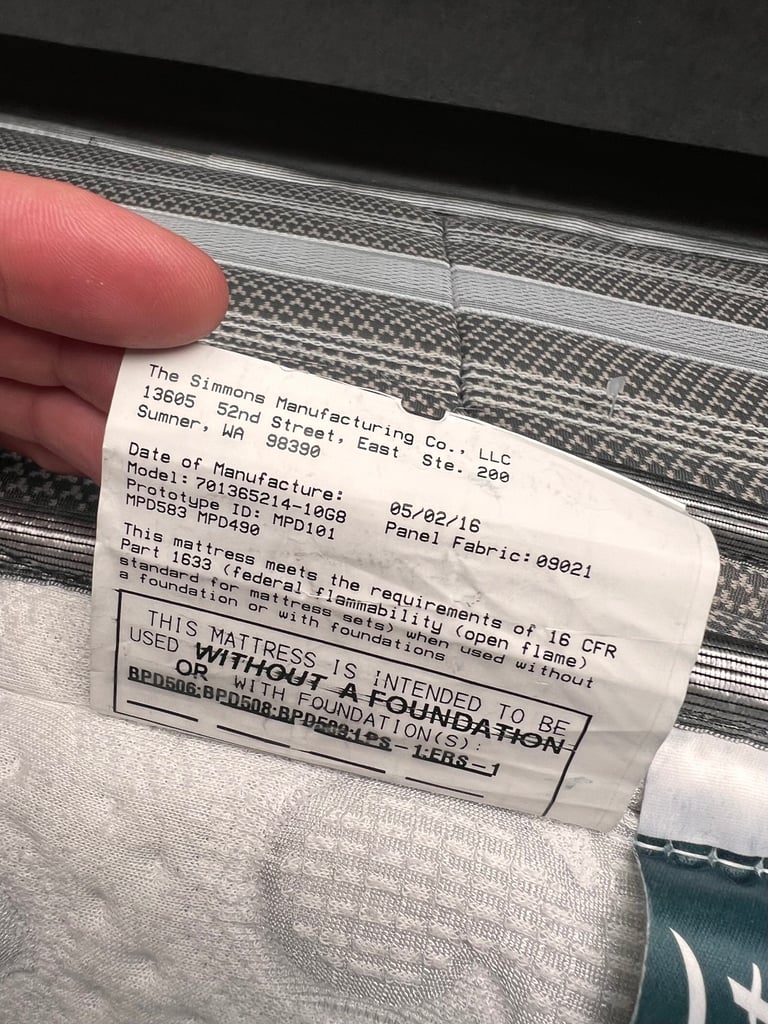 The Simmons Manufacturing Co., LLC
13605 52nd Street, East Ste. 200
Sumner, WA 98390
Date of Manufacture: 05/02/16
Model: 701365214-10G8 Panel Fabric: 09021
Prototype ID: MPD101
MPD583 MPD490
This mattress meets the requirements of 16 CFR
Part 1633 (federal flammability (open flame)
standard for mattress sets) when used without
a foundation or with foundations
THIS MATTRESS IS INTENDED TO BE
USED WITHOUT A FOUNDATION
OR WITH FOUNDATION(S):
BPD506;BPD508;BPD509;LPS-1;ERS-1